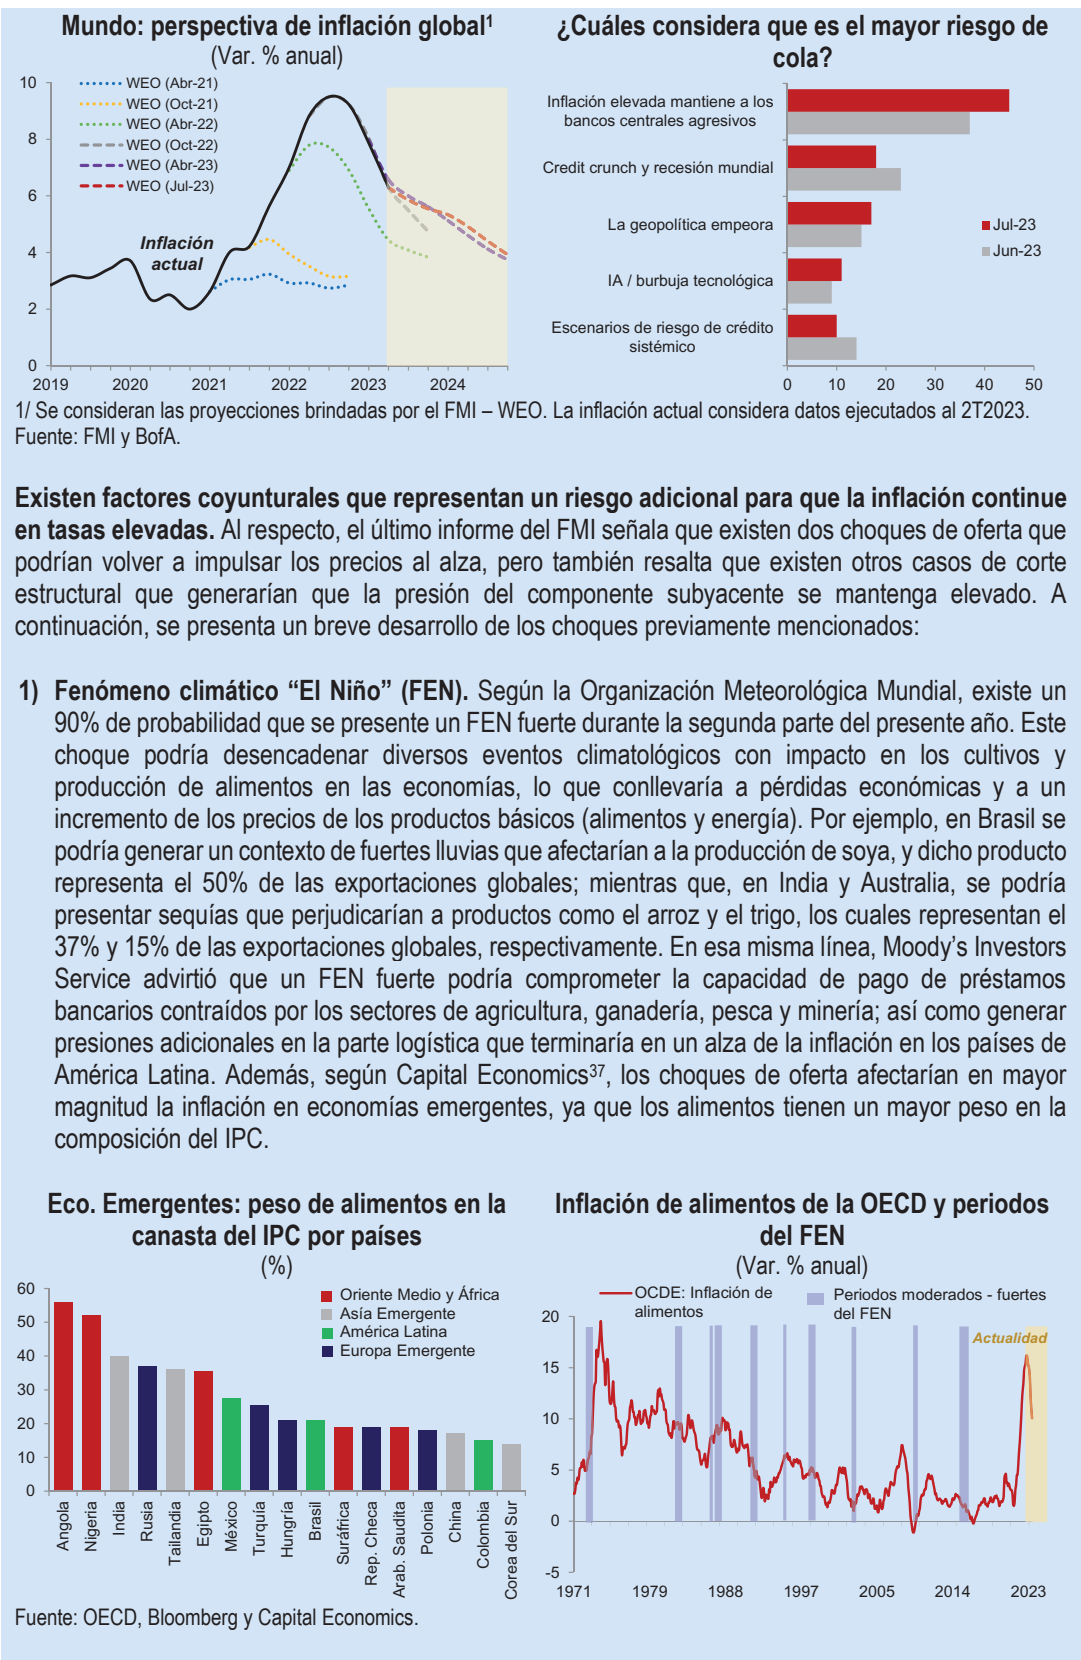 Mundo: perspectiva de inflación global¹
(Var. % anual)
10
8
6
4
2
0
WEO (Abr-21)
WEO (Oct-21)
WEO (Abr-22)
WEO (Oct-22)
WEO (Abr-23)
WEO (Jul-23)
Inflación
actual
2019 2020 2021 2022 2023 2024
¿Cuáles considera que es el mayor riesgo de
cola?
Inflación elevada mantiene a los
bancos centrales agresivos
Credit crunch y recesión mundial
La geopolítica empeora
IA / burbuja tecnológica
Escenarios de riesgo de crédito
sistémico
Jul-23
Jun-23
0 10 20 30 40 50
1/ Se consideran las proyecciones brindadas por el FMI – WEO. La inflación actual considera datos ejecutados al 2T2023.
Fuente: FMI y BofA.
Existen factores coyunturales que representan un riesgo adicional para que la inflación continue
en tasas elevadas. Al respecto, el último informe del FMI señala que existen dos choques de oferta que
podrían volver a impulsar los precios al alza, pero también resalta que existen otros casos de corte
estructural que generarían que la presión del componente subyacente se mantenga elevado. A
continuación, se presenta un breve desarrollo de los choques previamente mencionados:
1) Fenómeno climático “El Niño” (FEN). Según la Organización Meteorológica Mundial, existe un
90% de probabilidad que se presente un FEN fuerte durante la segunda parte del presente año. Este
choque podría desencadenar diversos eventos climatológicos con impacto en los cultivos y
producción de alimentos en las economías, lo que conllevaría a pérdidas económicas y a un
incremento de los precios de los productos básicos (alimentos y energía). Por ejemplo, en Brasil se
podría generar un contexto de fuertes lluvias que afectarían a la producción de soya, y dicho producto
representa el 50% de las exportaciones globales; mientras que, en India y Australia, se podría
presentar sequías que perjudicarían a productos como el arroz y el trigo, los cuales representan el
37% y 15% de las exportaciones globales, respectivamente. En esa misma línea, Moody’s Investors
Service advirtió que un FEN fuerte podría comprometer la capacidad de pago de préstamos
bancarios contraídos por los sectores de agricultura, ganadería, pesca y minería; así como generar
presiones adicionales en la parte logística que terminaría en un alza de la inflación en los países de
América Latina. Además, según Capital Economics³⁷, los choques de oferta afectarían en mayor
magnitud la inflación en economías emergentes, ya que los alimentos tienen un mayor peso en la
composición del IPC.
Eco. Emergentes: peso de alimentos en la
canasta del IPC por países
(%)
60
50
40
30
20
10
0
Oriente Medio y África
Asía Emergente
América Latina
Europa Emergente
Angola
Nigeria
India
Rusia
Tailandia
Egipto
México
Turquía
Hungría
Brasil
Suráfrica
Rep. Checa
Arab. Saudita
Polonia
China
Colombia
Corea del Sur
Inflación de alimentos de la OECD y periodos
del FEN
(Var. % anual)
OCDE: Inflación de
alimentos
Periodos moderados - fuertes
del FEN
Actualidad
20
15
10
5
0
-5
1971 1979 1988 1997 2005 2014 2023
Fuente: OECD, Bloomberg y Capital Economics.